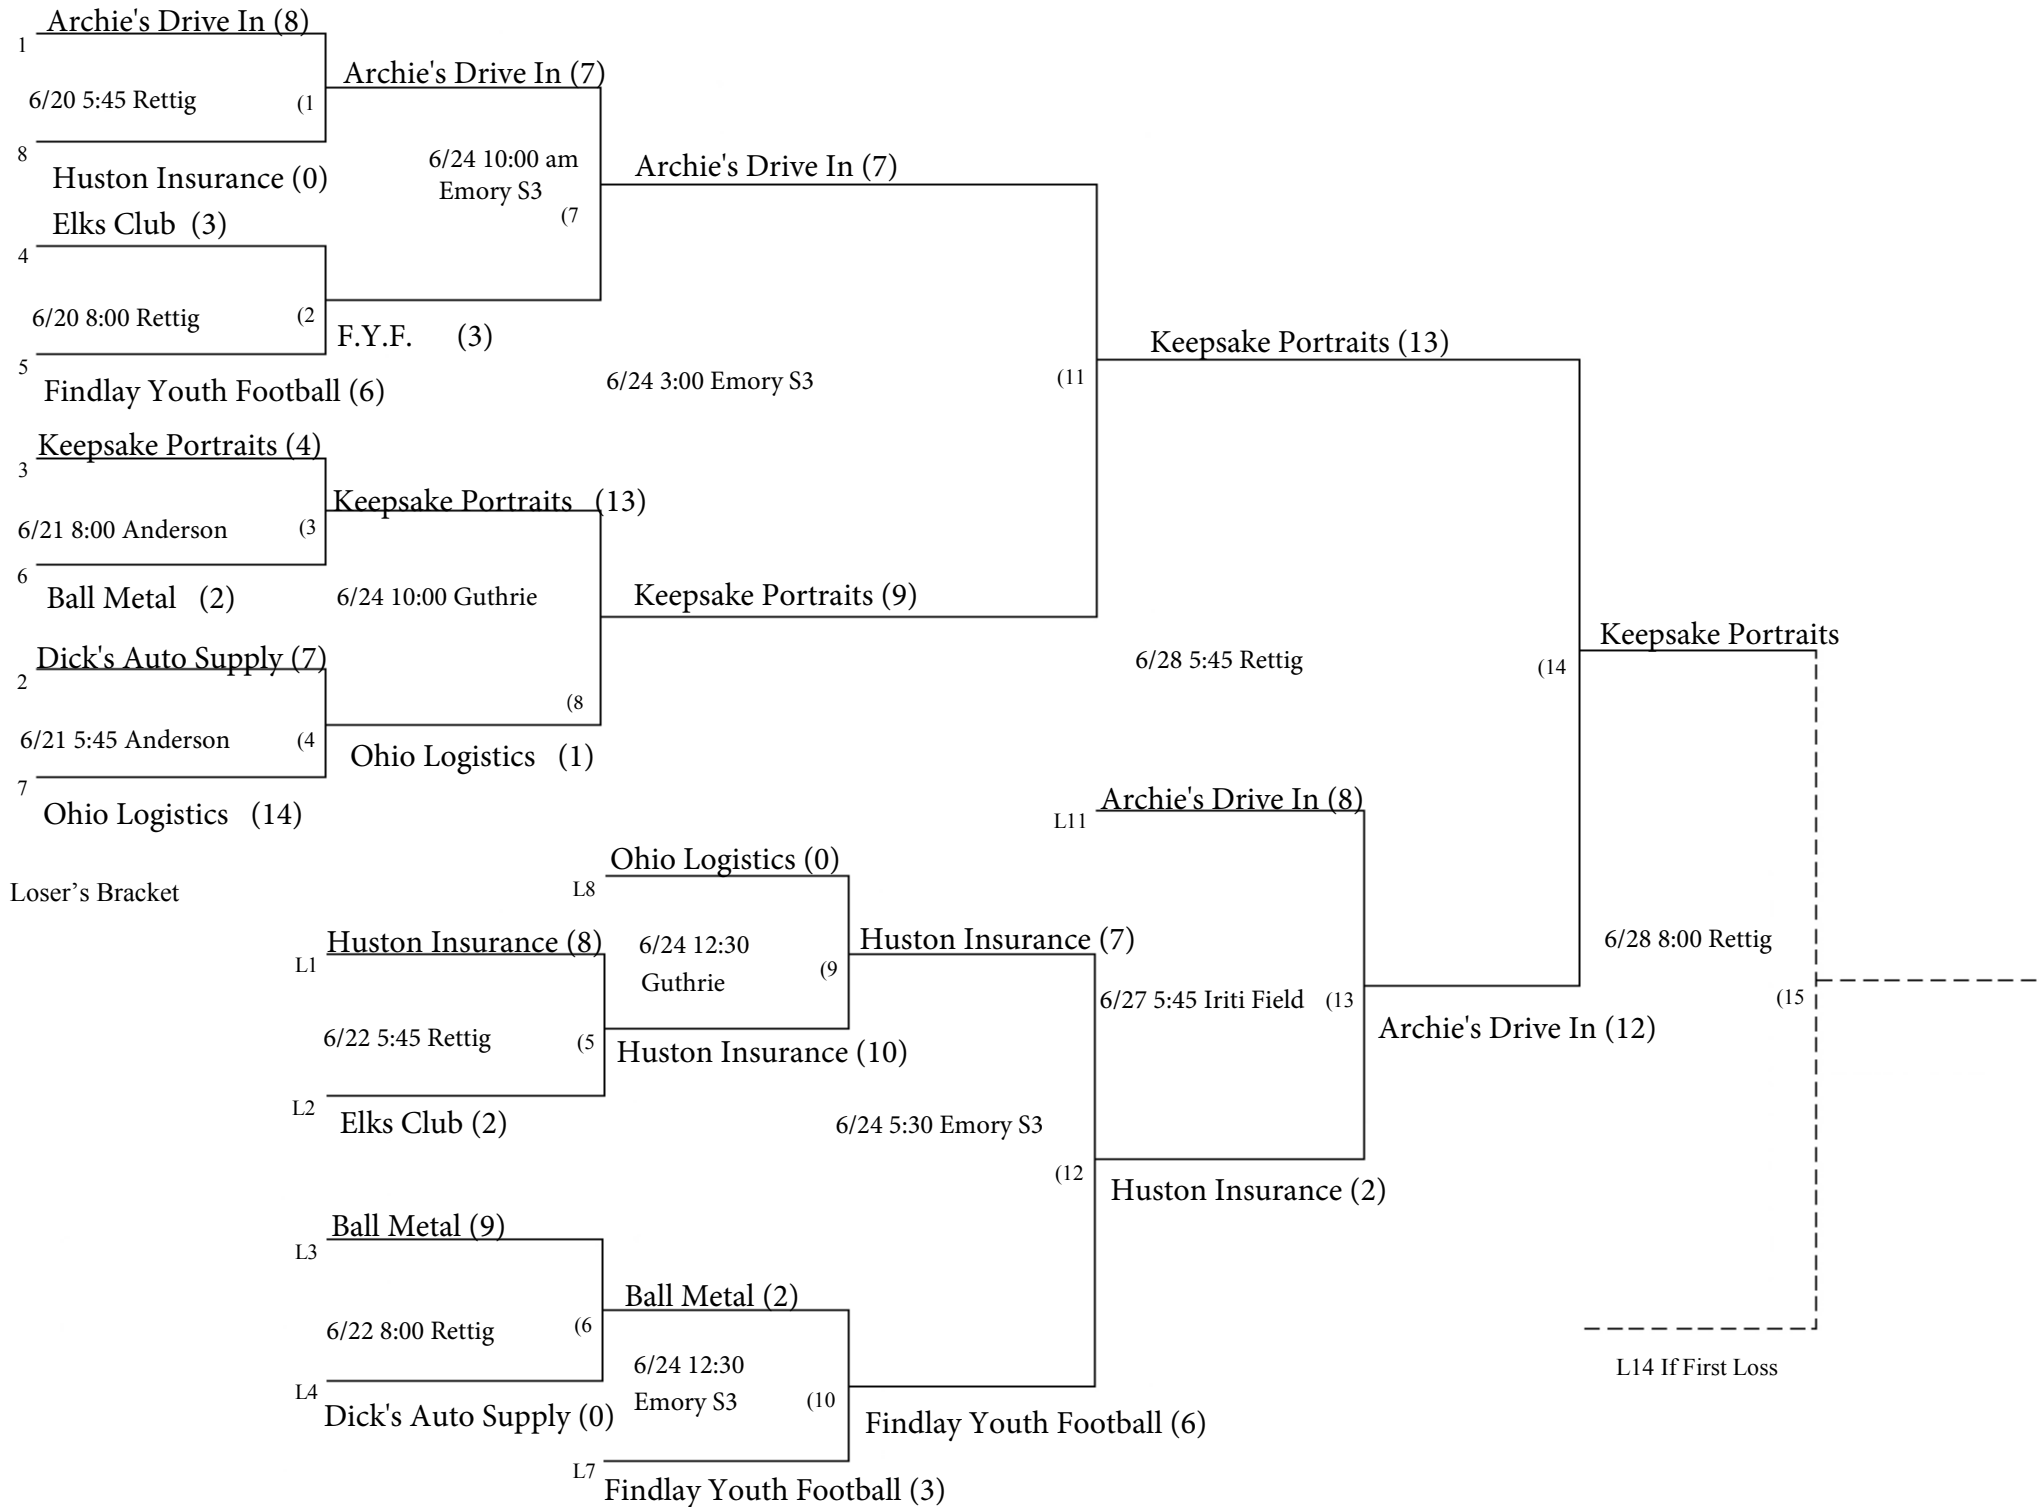 Archie's Drive In (8)
1
6/20 5:45 Rettig
(1
8
Huston Insurance (0)
Archie's Drive In (7)
6/24 10:00 am
Emory S3
(7
Elks Club (3)
4
6/20 8:00 Rettig
(2
5
Findlay Youth Football (6)
F.Y.F. (3)
Archie's Drive In (7)
6/24 3:00 Emory S3
(11
Keepsake Portraits (4)
3
6/21 8:00 Anderson
(3
6
Ball Metal (2)
Keepsake Portraits (13)
6/24 10:00 Guthrie
(8
Dick's Auto Supply (7)
2
6/21 5:45 Anderson
(4
7
Ohio Logistics (14)
Ohio Logistics (1)
Keepsake Portraits (9)
Keepsake Portraits (13)
6/28 5:45 Rettig
(14
Keepsake Portraits
Loser’s Bracket
Ohio Logistics (0)
L8
6/24 12:30
Guthrie
(9
Huston Insurance (8)
L1
6/22 5:45 Rettig
(5
L2
Elks Club (2)
Huston Insurance (10)
Huston Insurance (7)
6/24 5:30 Emory S3
(12
Archie's Drive In (8)
L11
6/27 5:45 Iriti Field
(13
Archie's Drive In (12)
Huston Insurance (2)
Ball Metal (9)
L3
6/22 8:00 Rettig
(6
L4
Dick's Auto Supply (0)
Ball Metal (2)
6/24 12:30
Emory S3
(10
L7
Findlay Youth Football (3)
Findlay Youth Football (6)
6/28 8:00 Rettig
(15
L14 If First Loss